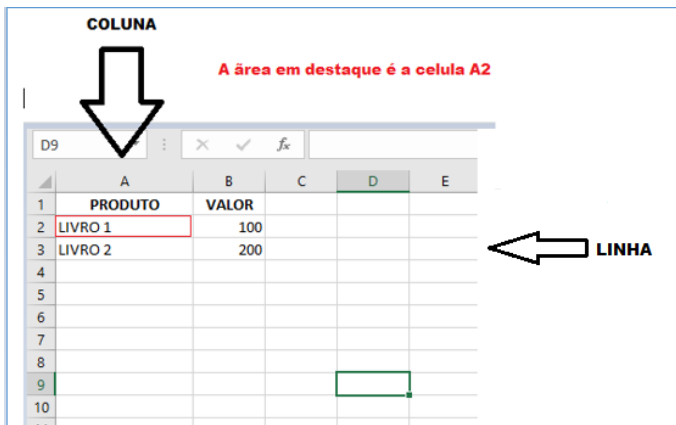 COLUNA
A ãrea em destaque é a celula A2
D9 fx
A B C D E
1 PRODUTO VALOR
2 LIVRO 1 100
3 LIVRO 2 200
LINHA
4
5
6
7
8
9
10